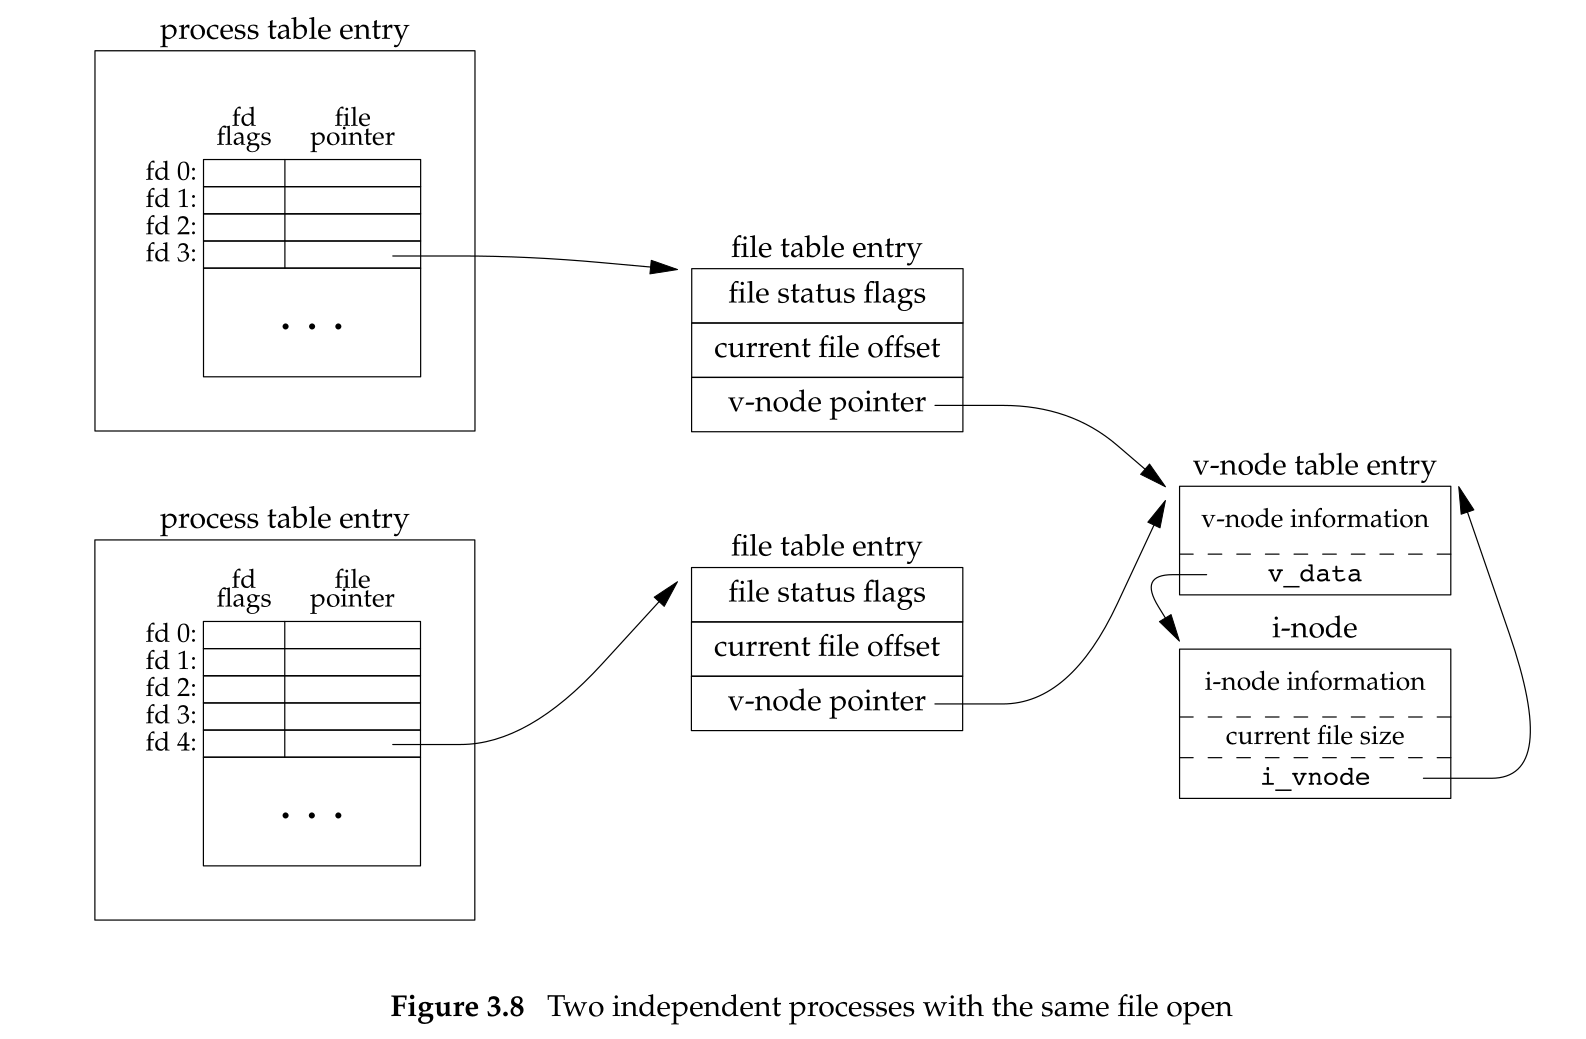 process table entry
fd
flags
file
pointer
fd 0:
fd 1:
fd 2:
fd 3:
. . .
file table entry
file status flags
current file offset
v-node pointer
process table entry
fd
flags
file
pointer
fd 0:
fd 1:
fd 2:
fd 3:
fd 4:
. . .
file table entry
file status flags
current file offset
v-node pointer
v-node table entry
v-node information
v_data
i-node
i-node information
current file size
i_vnode
Figure 3.8 Two independent processes with the same file open